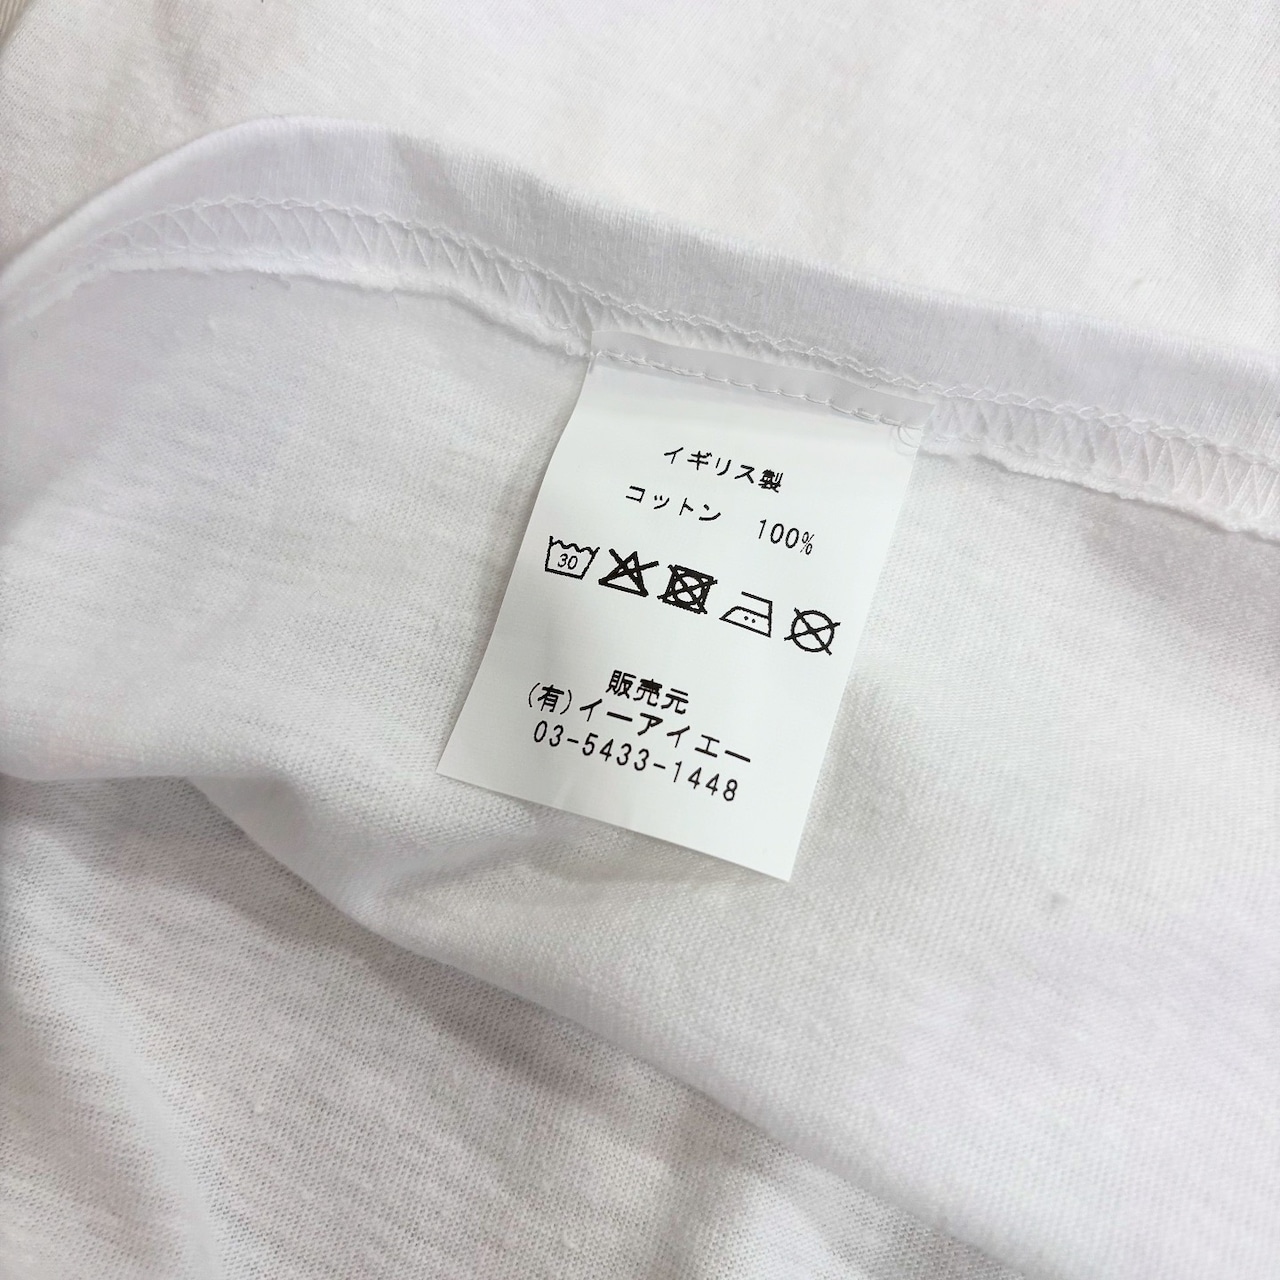 イギリス製
コットン 100%
30
販売元
(有)イーアイエー
03-5433-1448